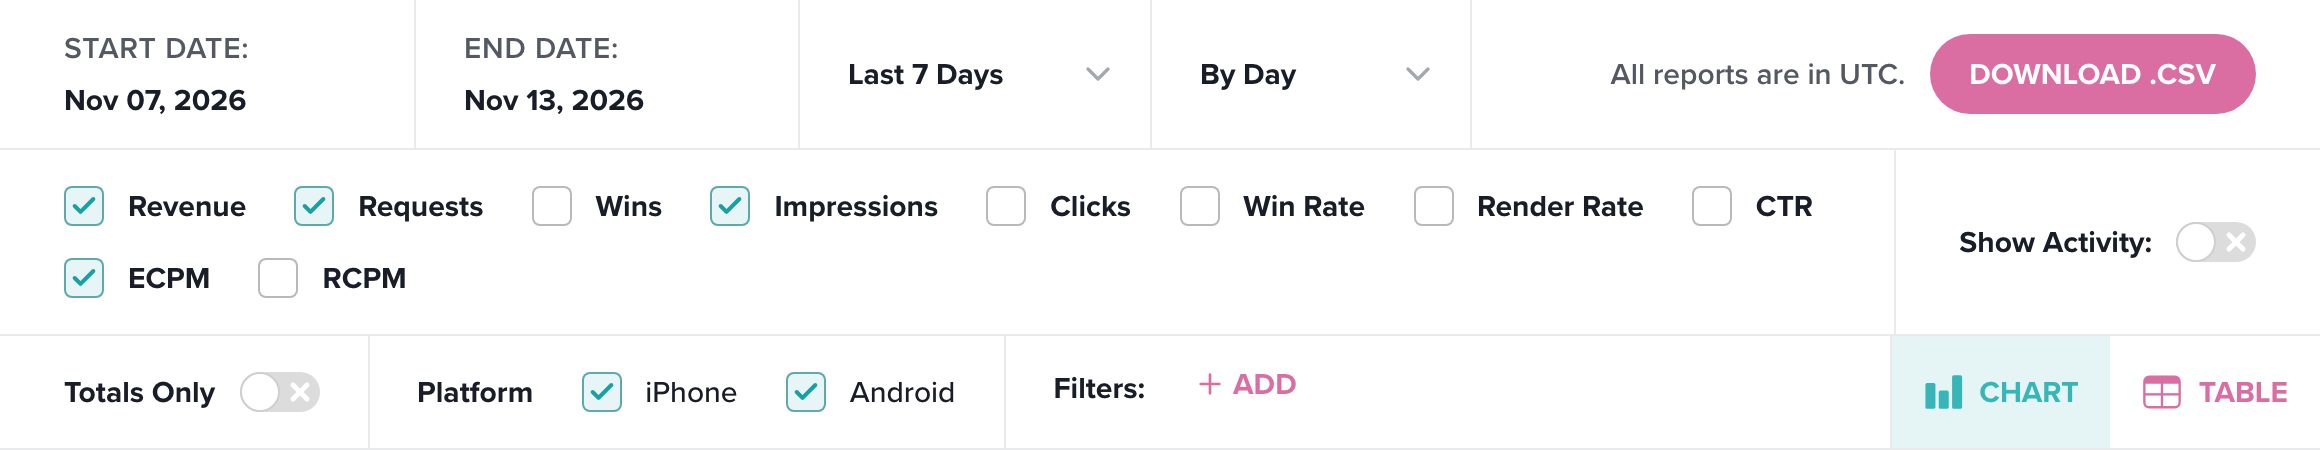 START DATE:
Nov 07, 2026
END DATE:
Nov 13, 2026
Last 7 Days
By Day
All reports are in UTC.
DOWNLOAD .CSV
Revenue Requests Wins Impressions Clicks Win Rate Render Rate CTR
ECPM RCPM
Show Activity:
Totals Only
Platform iPhone Android
Filters: + ADD
CHART
TABLE